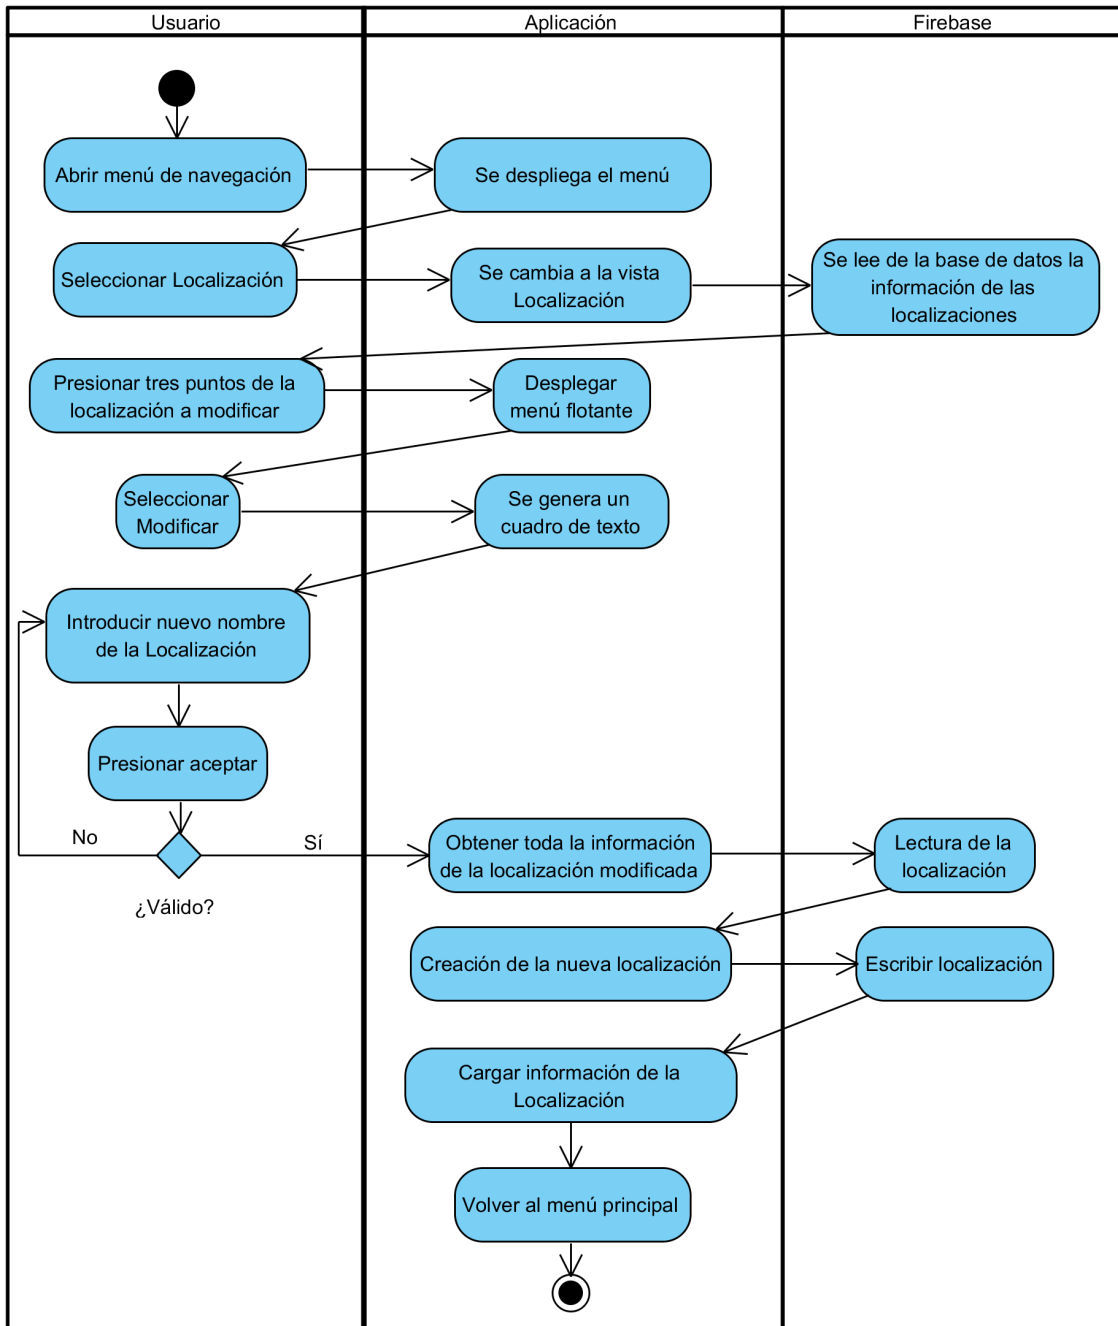 Usuario
Aplicación
Firebase
Abrir menú de navegación
Se despliega el menú
Seleccionar Localización
Se cambia a la vista
Localización
Se lee de la base de datos la
información de las
localizaciones
Presionar tres puntos de la
localización a modificar
Desplegar
menú flotante
Seleccionar
Modificar
Se genera un
cuadro de texto
Introducir nuevo nombre
de la Localización
Presionar aceptar
No
Sí
¿Válido?
Obtener toda la información
de la localización modificada
Lectura de la
localización
Creación de la nueva localización
Escribir localización
Cargar información de la
Localización
Volver al menú principal